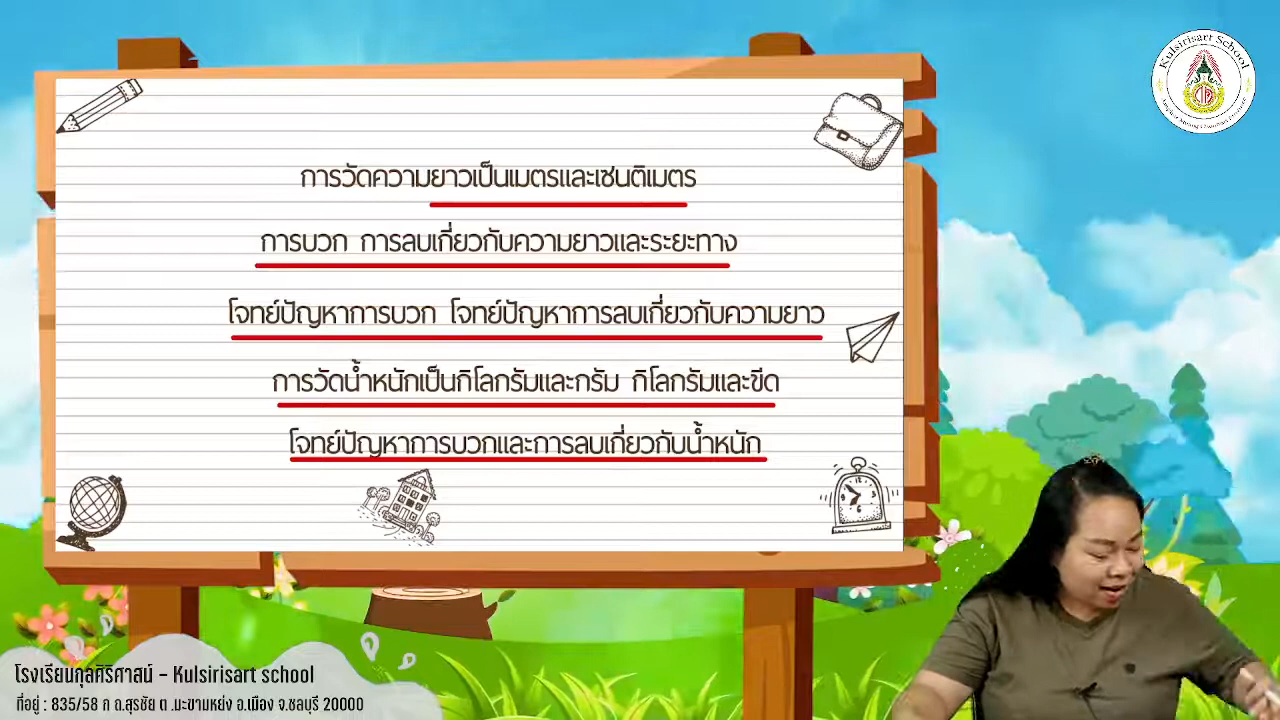 Kulsirisart School
การวัดความยาวเป็นเมตรและเซนติเมตร
การบวก การลบเกี่ยวกับความยาวและระยะทาง
โจทย์ปัญหาการบวก โจทย์ปัญหาการลบเกี่ยวกับความยาว
การวัดน้ำหนักเป็นกิโลกรัมและกรัม กิโลกรัมและขีด
โจทย์ปัญหาการบวกและการลบเกี่ยวกับน้ำหนัก
โรงเรียนกุลศิริศาสน์ - Kulsirisart school
ที่อยู่ : 835/58 ก ถ.สุรชัย ต .มะขามหย่ง อ.เมือง จ.ชลบุรี 20000